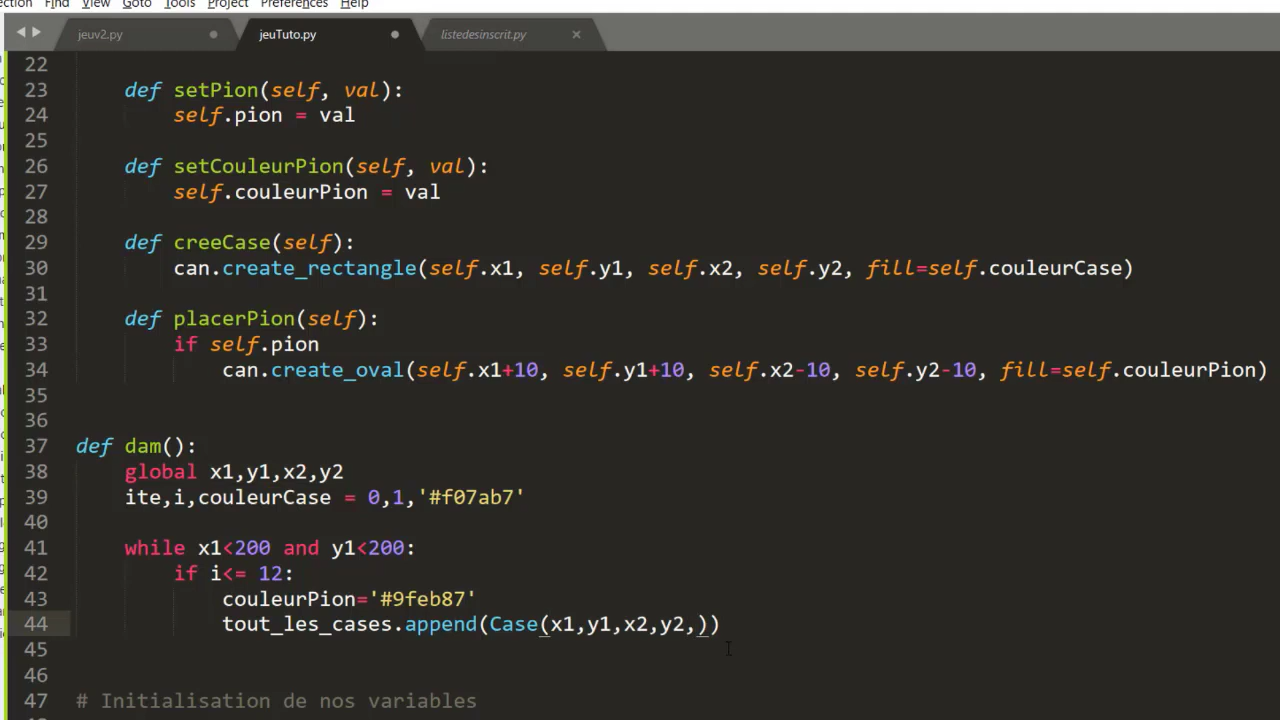 ection Find View Goto Tools Project Preferences Help
jeuv2.py jeuTuto.py listedesinscrit.py
22
23 def setPion(self, val):
24 self.pion = val
25
26 def setCouleurPion(self, val):
27 self.couleurPion = val
28
29 def creeCase(self):
30 can.create_rectangle(self.x1, self.y1, self.x2, self.y2, fill=self.couleurCase)
31
32 def placerPion(self):
33 if self.pion
34 can.create_oval(self.x1+10, self.y1+10, self.x2-10, self.y2-10, fill=self.couleurPion)
35
36
37 def dam():
38 global x1,y1,x2,y2
39 ite,i,couleurCase = 0,1,'#f07ab7'
40
41 while x1<200 and y1<200:
42 if i<= 12:
43 couleurPion='#9feb87'
44 tout_les_cases.append(Case(x1,y1,x2,y2,))
45
46
47 # Initialisation de nos variables